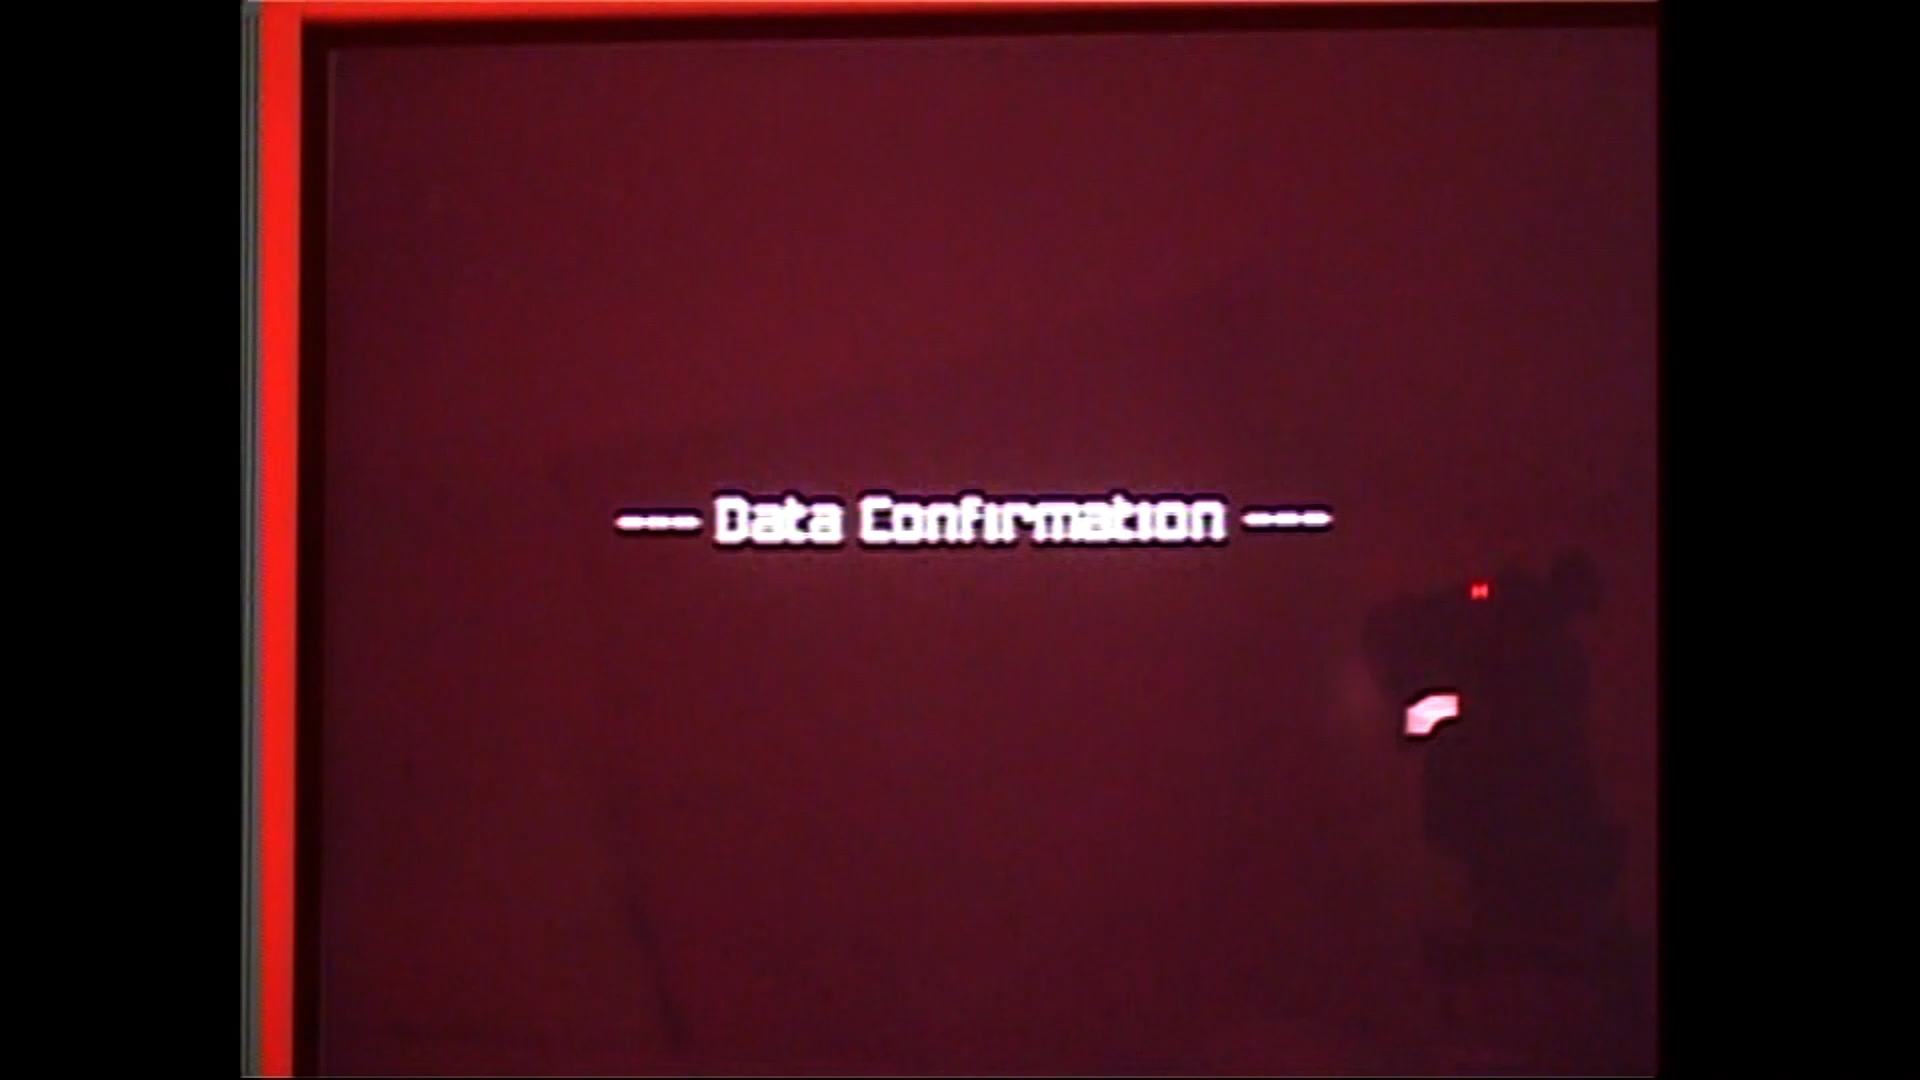 --- Data Confirmation ---